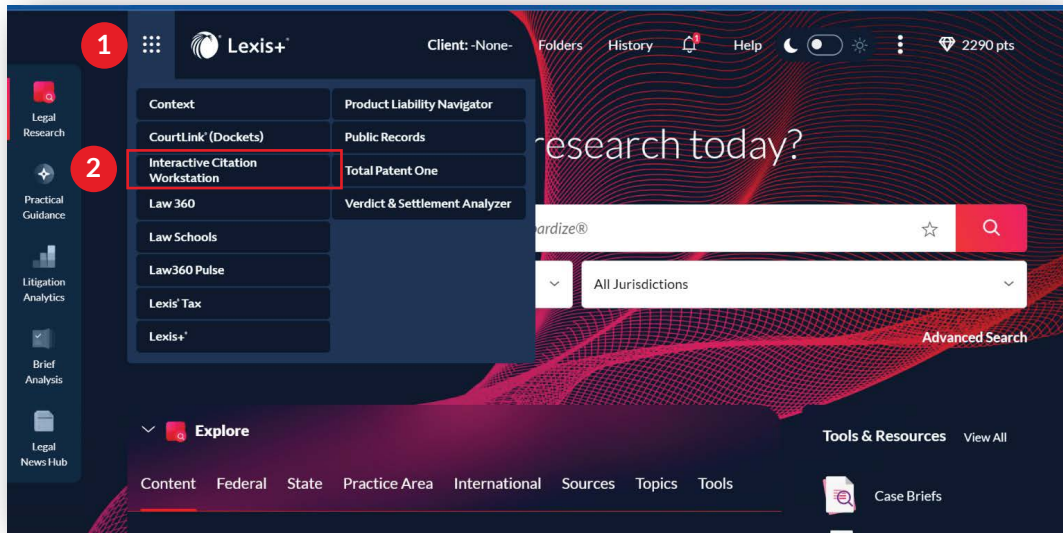 1
Lexis+
Client: -None-
Folders
History
1
Help
2290 pts
Legal
Research
Practical
Guidance
Litigation
Analytics
Brief
Analysis
Legal
News Hub
2
Context
CourtLink® (Dockets)
Interactive Citation
Workstation
Law 360
Law Schools
Law360 Pulse
Lexis® Tax
Lexis+®
Product Liability Navigator
Public Records
Total Patent One
Verdict & Settlement Analyzer
research today?
ardize®
All Jurisdictions
Advanced Search
Explore
Content Federal State Practice Area International Sources Topics Tools
Tools & Resources View All
Case Briefs